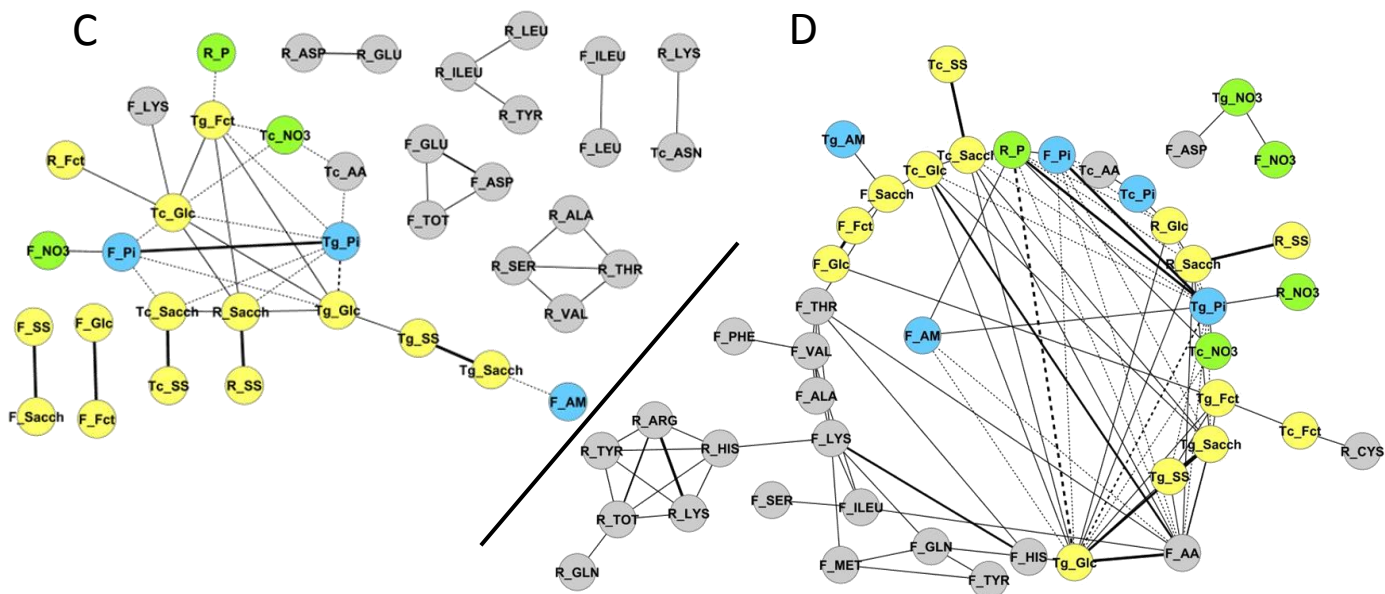 C
R_P
R_ASP
R_GLU
R_LEU
R_ILEU
R_TYR
F_ILEU
F_LEU
R_LYS
Tc_ASN
F_LYS
Tg_Fct
Tc_NO3
R_Fct
Tc_AA
Tc_Glc
F_NO3
F_Pi
Tg_Pi
F_GLU
F_ASP
F_TOT
R_ALA
R_SER
R_THR
R_VAL
Tc_Sacch
R_Sacch
Tg_Glc
F_SS
F_Glc
Tg_SS
Tg_Sacch
Tc_SS
R_SS
F_AM
F_Sacch
F_Fct
D
Tc_SS
Tg_NO3
F_ASP
F_NO3
Tg_AM
Tc_Sacch
R_P
F_Pi
Tc_Glc
Tc_AA
Tc_Pi
F_Sacch
F_Fct
R_Glc
F_Glc
R_Sacch
R_SS
F_THR
Tg_Pi
R_NO3
F_PHE
F_VAL
F_AM
Tc_NO3
F_ALA
Tg_Fct
Tc_Fct
R_CYS
R_ARG
R_TYR
R_HIS
F_LYS
Tg_Sacch
Tg_SS
F_SER
F_ILEU
R_TOT
R_LYS
R_GLN
F_MET
F_GLN
F_HIS
F_TYR
Tg_Glc
F_AA